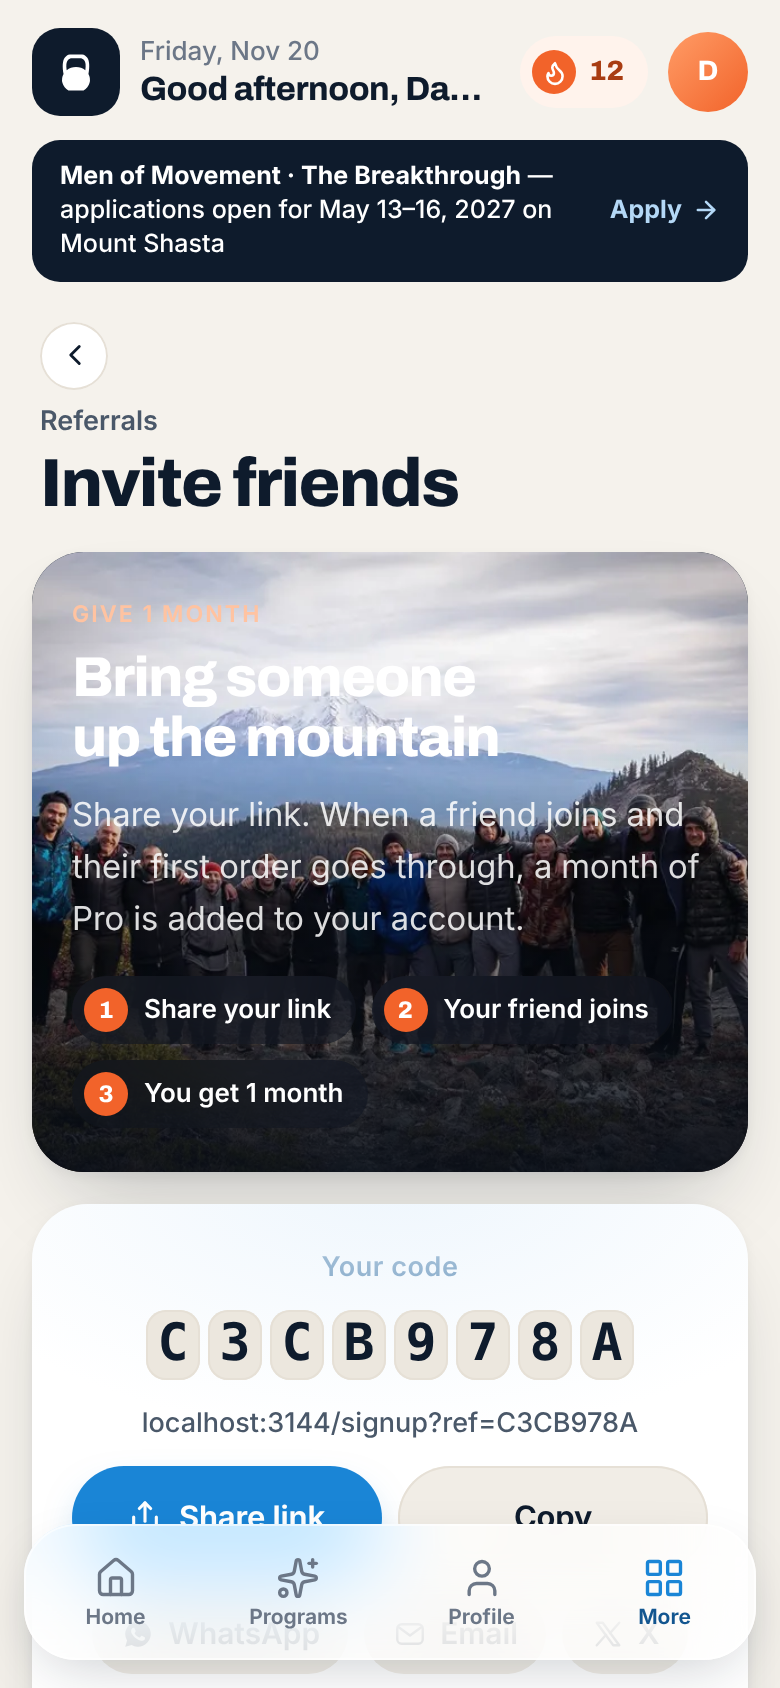 Friday, Nov 20
Good afternoon, Da...
12
D
Men of Movement · The Breakthrough —
applications open for May 13–16, 2027 on
Mount Shasta
Apply →
Referrals
Invite friends
GIVE 1 MONTH
Bring someone
up the mountain
Share your link. When a friend joins and
their first order goes through, a month of
Pro is added to your account.
1 Share your link
2 Your friend joins
3 You get 1 month
Your code
C3CB978A
localhost:3144/signup?ref=C3CB978A
Share link
Copy
WhatsApp
Email
X
Home
Programs
Profile
More